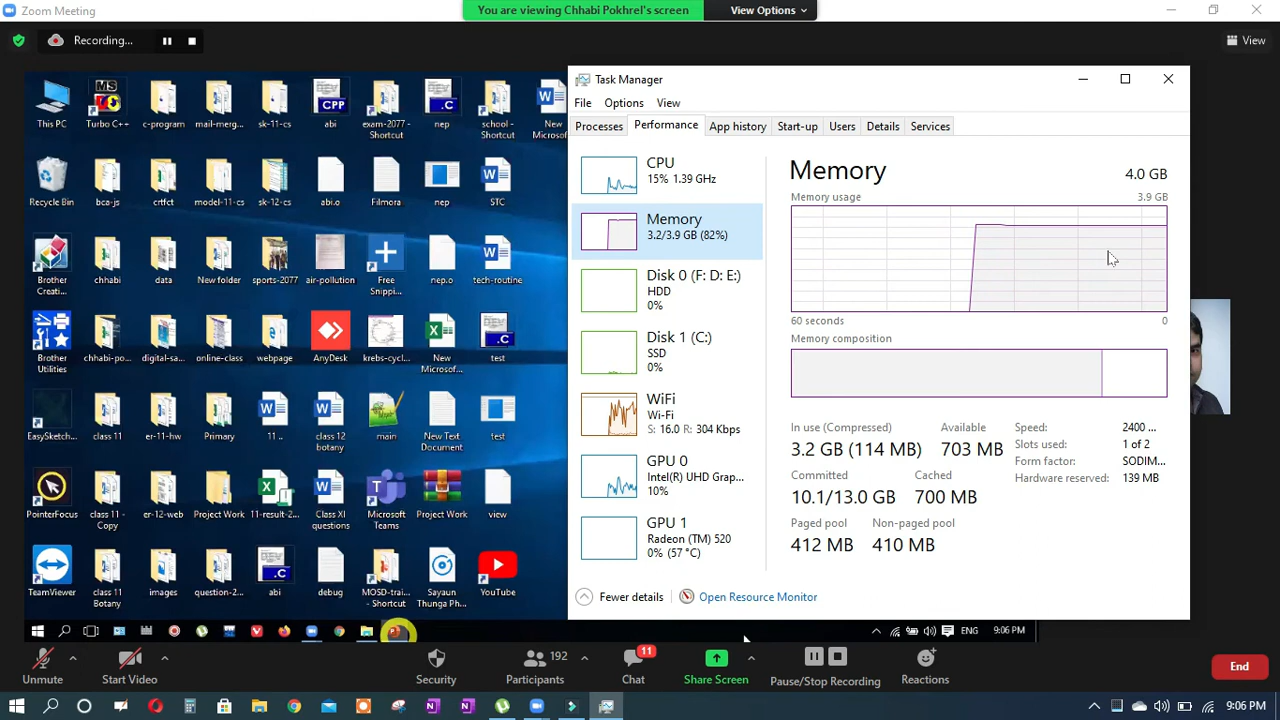 Zoom Meeting
You are viewing Chhabi Pokhrel's screen
View Options
Recording...
View
This PC
Turbo C++
c-program
mail-merg...
sk-11-cs
abi
exam-2077 -
Shortcut
nep
school -
Shortcut
New
Microsof
Recycle Bin
bca-js
crtfct
model-11-cs
sk-12-cs
abi.o
Filmora
nep
STC
Brother
Creati...
chhabi
data
New folder
sports-2077
air-pollution
Free
Snippi...
nep.o
tech-routine
Brother
Utilities
chhabi-po...
digital-sa...
online-class
webpage
AnyDesk
krebs-cycl...
New
Microsof...
test
EasySketch...
class 11
er-11-hw
Primary
11 ..
class 12
botany
main
New Text
Document
test
PointerFocus
class 11 -
Copy
er-12-web
Project Work
11-result-2...
Class XI
questions
Microsoft
Teams
Project Work
view
TeamViewer
class 11
Botany
images
question-2...
abi
debug
MOSD-trai...
- Shortcut
Sayaun
Thunga Ph...
YouTube
ENG
9:06 PM
Task Manager
File
Options
View
Processes
Performance
App history
Start-up
Users
Details
Services
CPU
15% 1.39 GHz
Memory
3.2/3.9 GB (82%)
Disk 0 (F: D: E:)
HDD
0%
Disk 1 (C:)
SSD
0%
WiFi
Wi-Fi
S: 16.0 R: 304 Kbps
GPU 0
Intel(R) UHD Grap...
10%
GPU 1
Radeon (TM) 520
0% (57 °C)
Memory
4.0 GB
Memory usage
3.9 GB
60 seconds
0
Memory composition
In use (Compressed)
3.2 GB (114 MB)
Available
703 MB
Committed
10.1/13.0 GB
Cached
700 MB
Paged pool
412 MB
Non-paged pool
410 MB
Speed: 2400 ...
Slots used: 1 of 2
Form factor: SODIM...
Hardware reserved: 139 MB
Fewer details
Open Resource Monitor
Unmute
Start Video
Security
192
Participants
11
Chat
Share Screen
Pause/Stop Recording
Reactions
End
9:06 PM